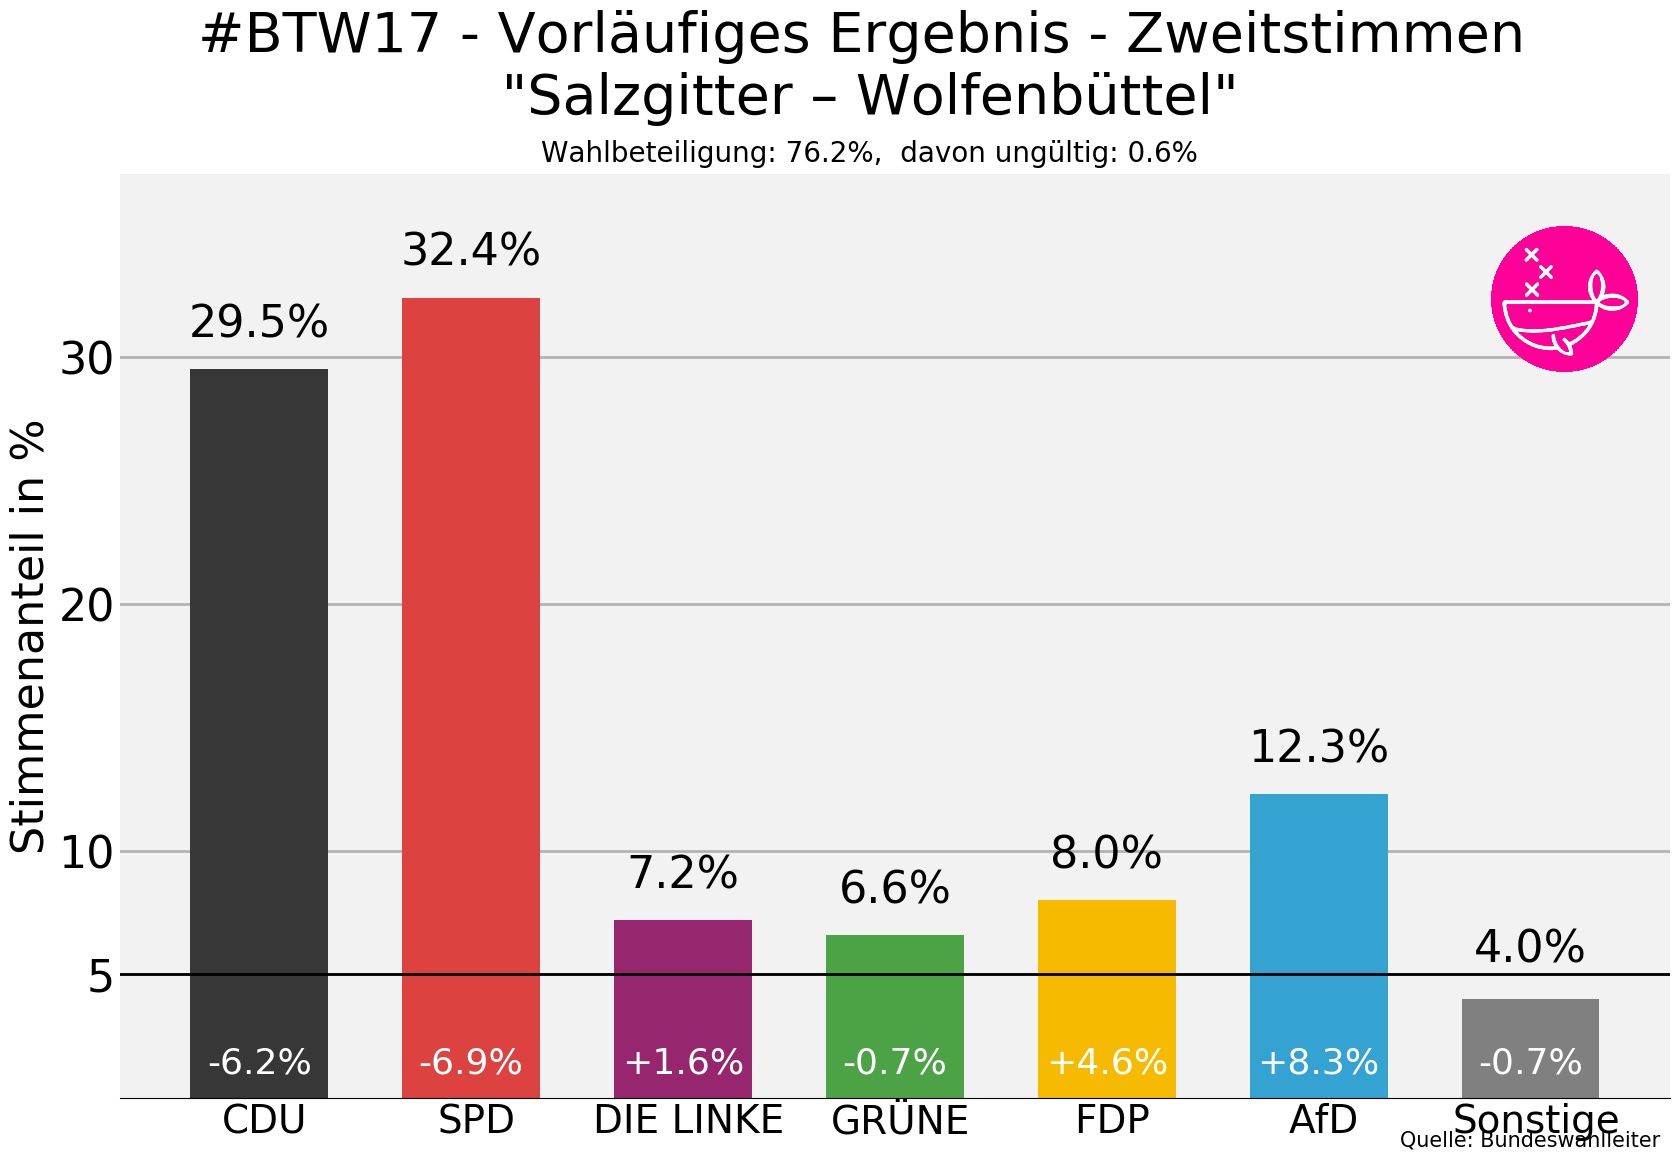 #BTW17 - Vorläufiges Ergebnis - Zweitstimmen
"Salzgitter – Wolfenbüttel"
Wahlbeteiligung: 76.2%,  davon ungültig: 0.6%
Stimmenanteil in %
30
20
10
5
29.5%
32.4%
7.2%
6.6%
8.0%
12.3%
4.0%
-6.2%
-6.9%
+1.6%
-0.7%
+4.6%
+8.3%
-0.7%
CDU
SPD
DIE LINKE
GRÜNE
FDP
AfD
Sonstige
Quelle: Bundeswahlleiter